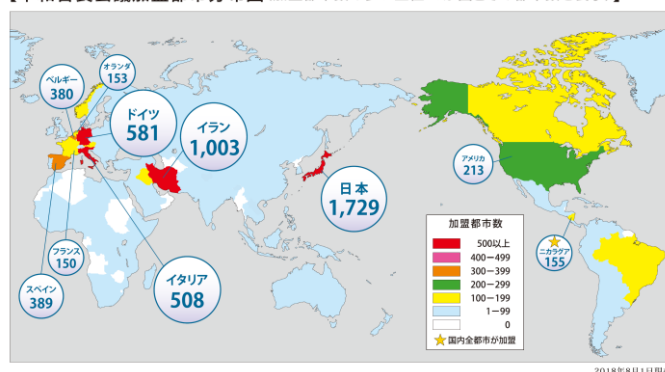 オランダ
153
ベルギー
380
ドイツ
581
イラン
1,003
日本
1,729
アメリカ
213
フランス
150
スペイン
389
イタリア
508
ニカラグア
155
加盟都市数
500以上
400−499
300−399
200−299
100−199
1−99
0
国内全都市が加盟